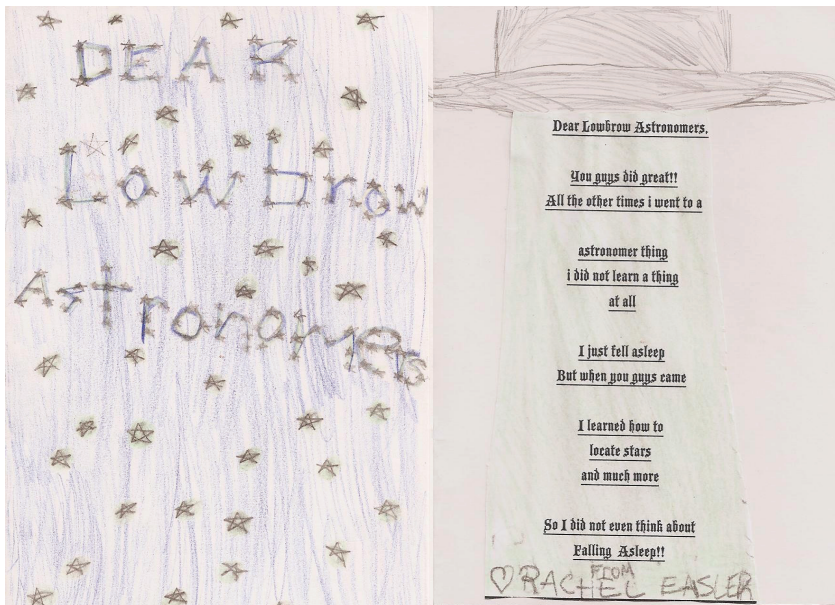 DEAR
Lowbrow
Astronomes
Dear Lowbrow Astronomers,
You guys did great!!
All the other times i went to a
astronomer thing
i did not learn a thing
at all
I just fell asleep
But when you guys came
I learned how to
locate stars
and much more
So I did not even think about
Falling Asleep!!
FROM
♡ RACHEL EASLER